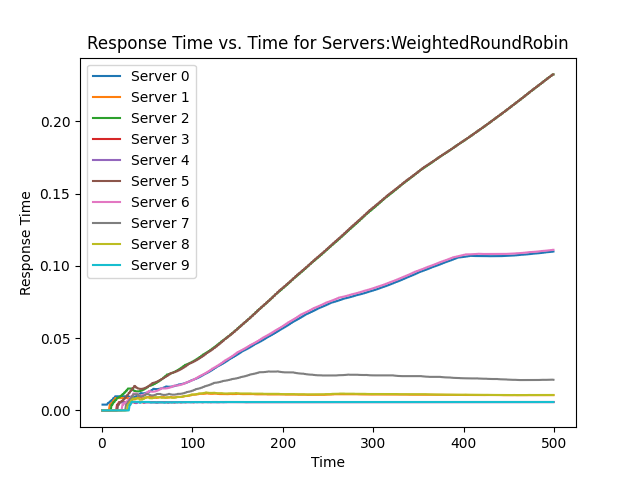 Response Time vs. Time for Servers:WeightedRoundRobin
Server 0
Server 1
Server 2
Server 3
Server 4
Server 5
Server 6
Server 7
Server 8
Server 9
Response Time
0.20
0.15
0.10
0.05
0.00
0 100 200 300 400 500
Time